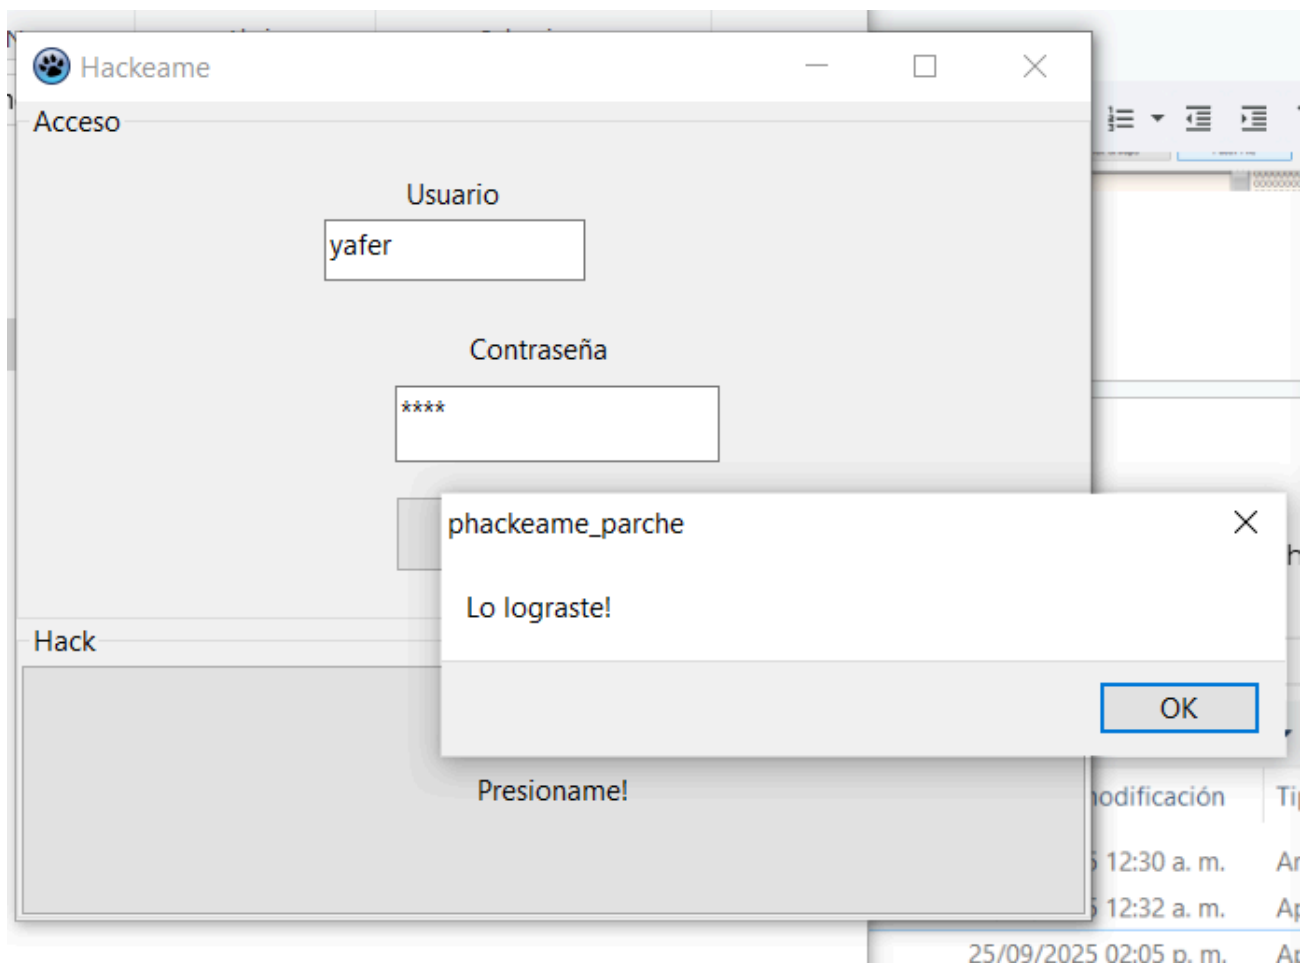 Hackeame
Acceso
Usuario
yafer
Contraseña
****
phackeame_parche
Lo lograste!
OK
Hack
Presioname!
12:30 a. m.
12:32 a. m.
25/09/2025 02:05 p. m.